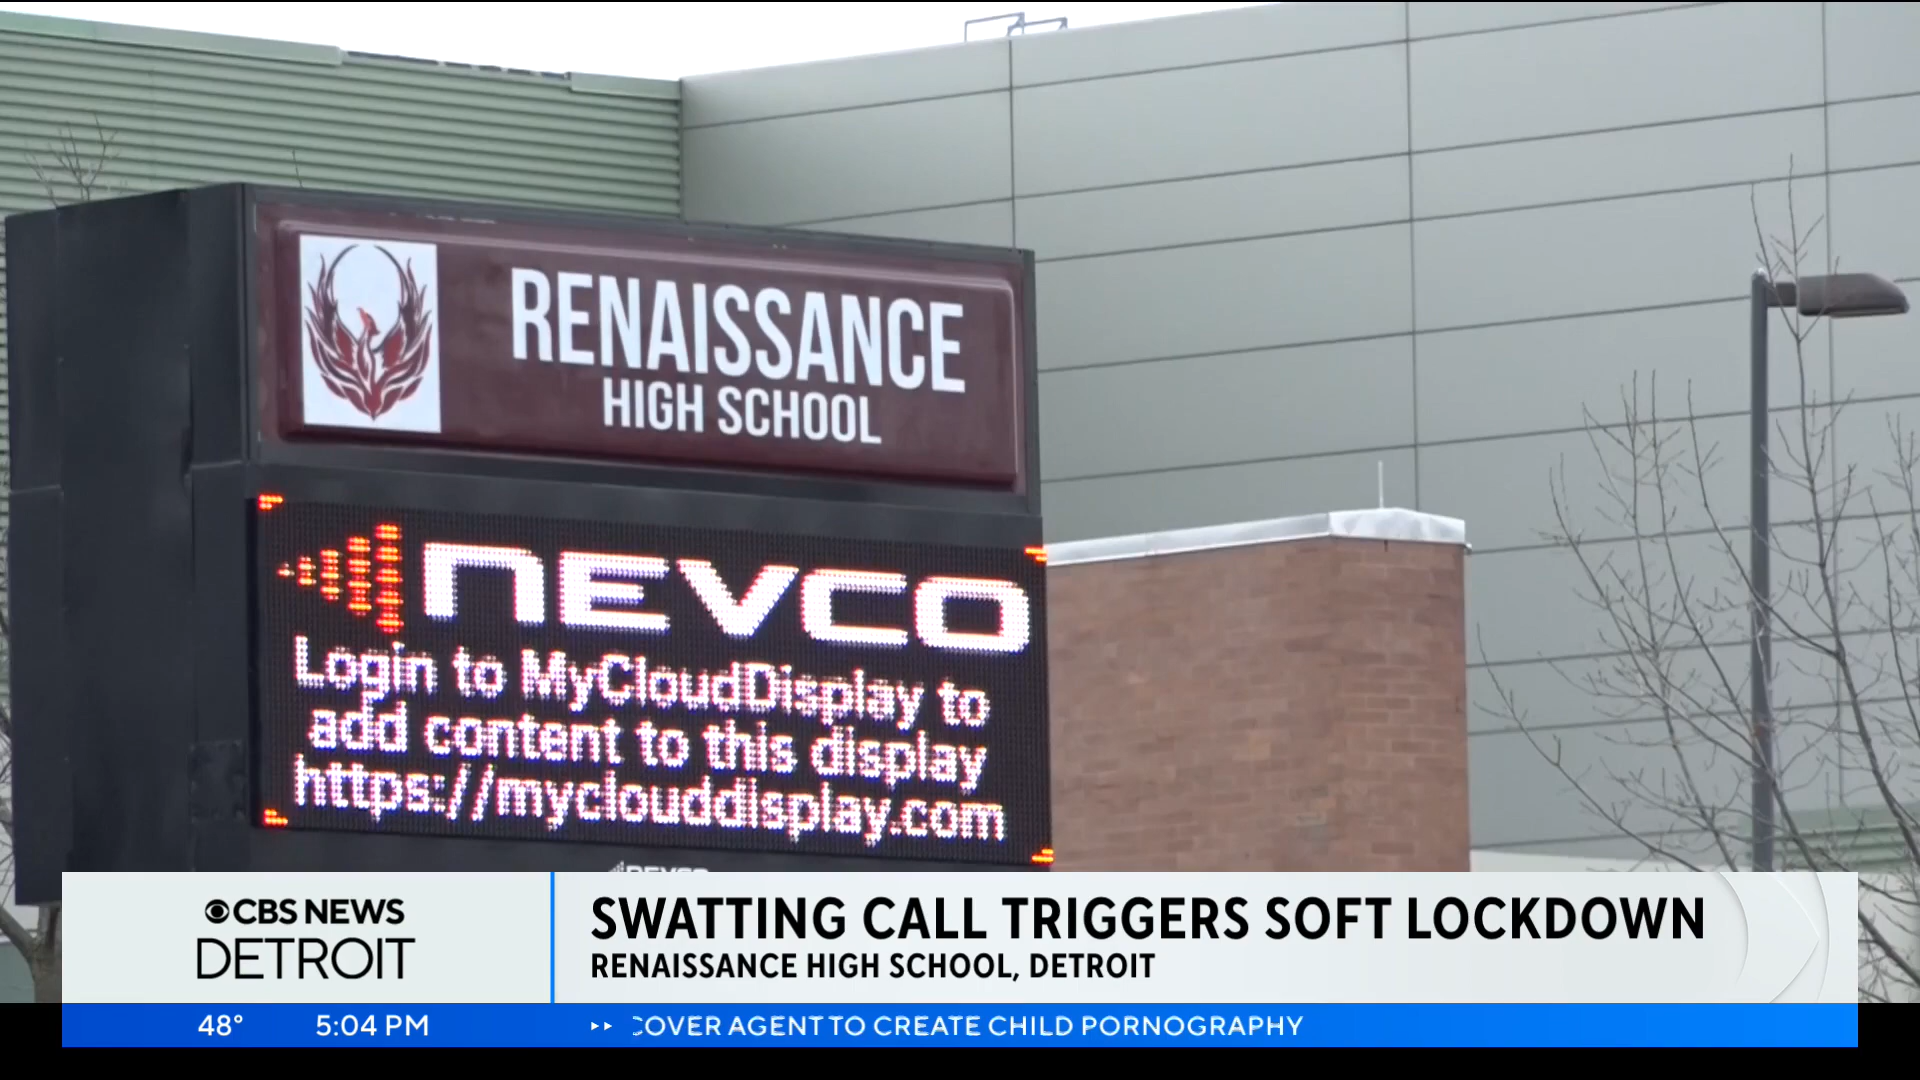 RENAISSANCE
HIGH SCHOOL
NEVCO
Login to MyCloudDisplay to
add content to this display
https://myclouddisplay.com
NEVCO
CBS NEWS
DETROIT
SWATTING CALL TRIGGERS SOFT LOCKDOWN
RENAISSANCE HIGH SCHOOL, DETROIT
48° 5:04 PM COVER AGENT TO CREATE CHILD PORNOGRAPHY